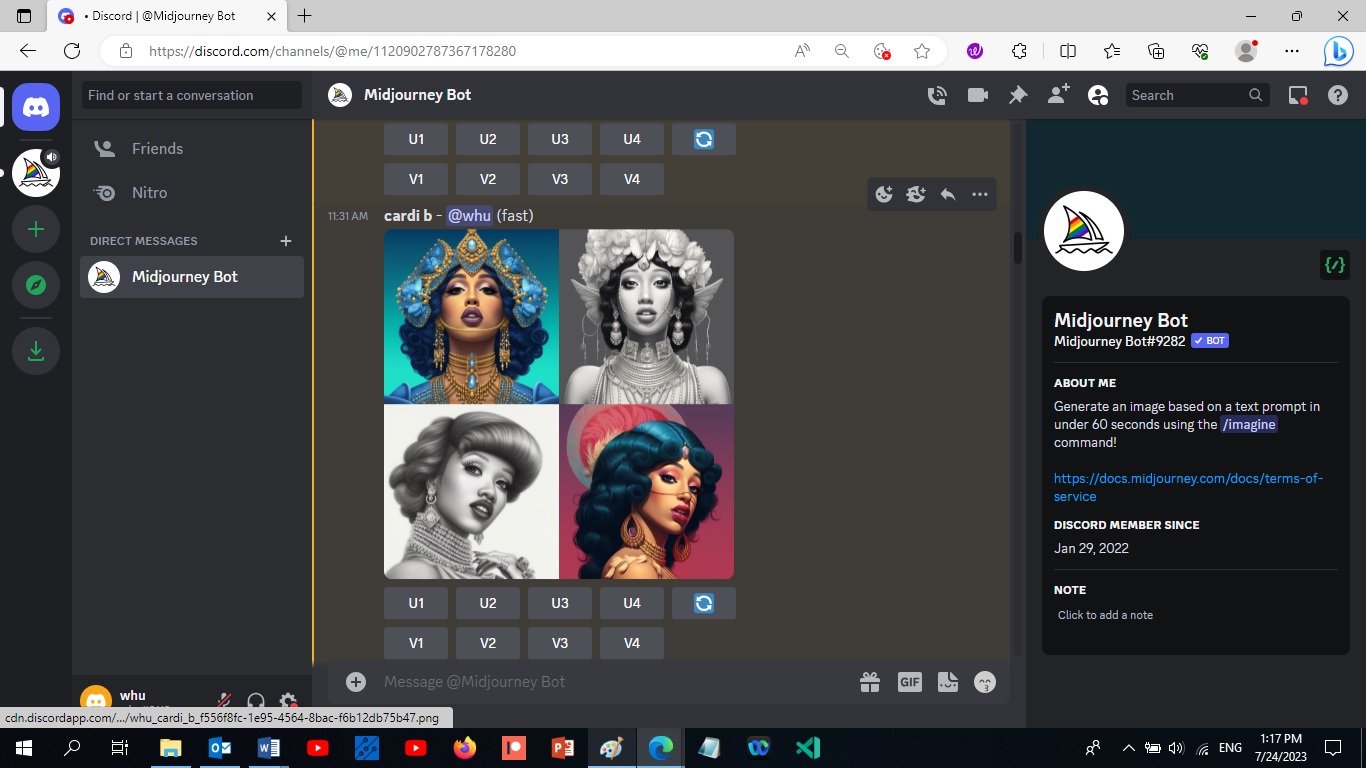 • Discord | @Midjourney Bot
https://discord.com/channels/@me/1120902787367178280
Find or start a conversation
Midjourney Bot
Search
Friends
Nitro
DIRECT MESSAGES
Midjourney Bot
U1 U2 U3 U4
V1 V2 V3 V4
11:31 AM cardi b - @whu (fast)
U1 U2 U3 U4
V1 V2 V3 V4
Message @Midjourney Bot
GIF
Midjourney Bot
Midjourney Bot#9282 BOT
ABOUT ME
Generate an image based on a text prompt in
under 60 seconds using the /imagine
command!
https://docs.midjourney.com/docs/terms-of-
service
DISCORD MEMBER SINCE
Jan 29, 2022
NOTE
Click to add a note
whu
cdn.discordapp.com/.../whu_cardi_b_f556f8fc-1e95-4564-8bac-f6b12db75b47.png
ENG
1:17 PM
7/24/2023